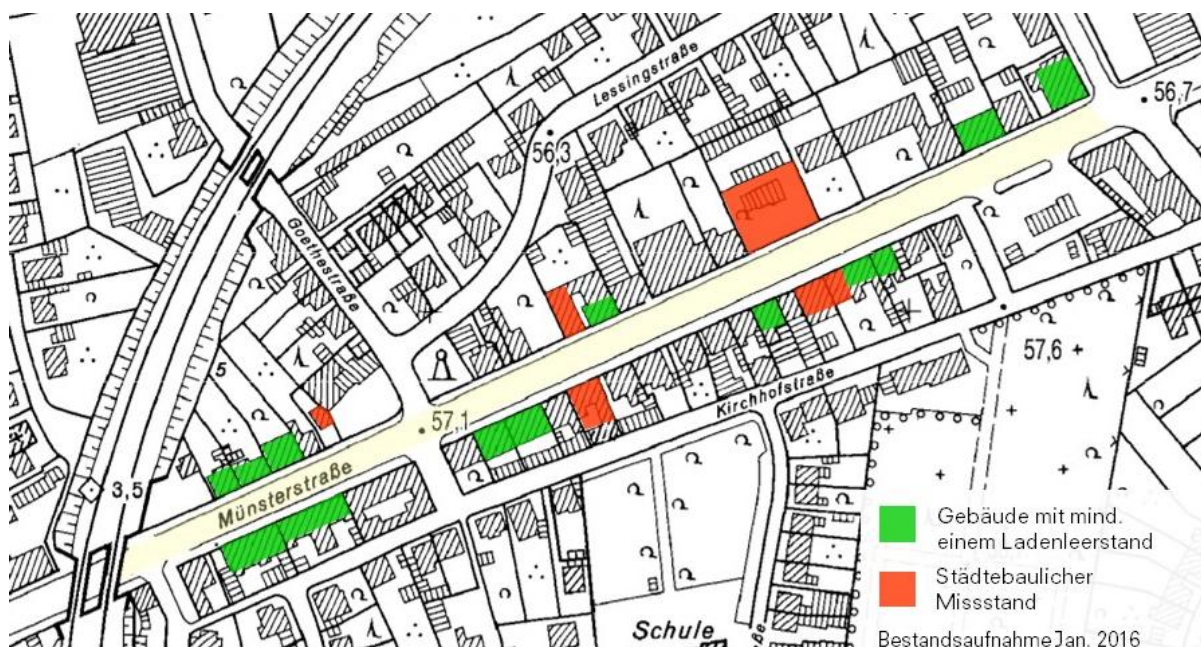 Lessingstraße
56,7
56,3
Goethestraße
57,6
Kirchhofstraße
5
57,1
3,5
Münsterstraße
Gebäude mit mind.
einem Ladenleerstand
Städtebaulicher
Missstand
Schule
Bestandsaufnahme Jan. 2016